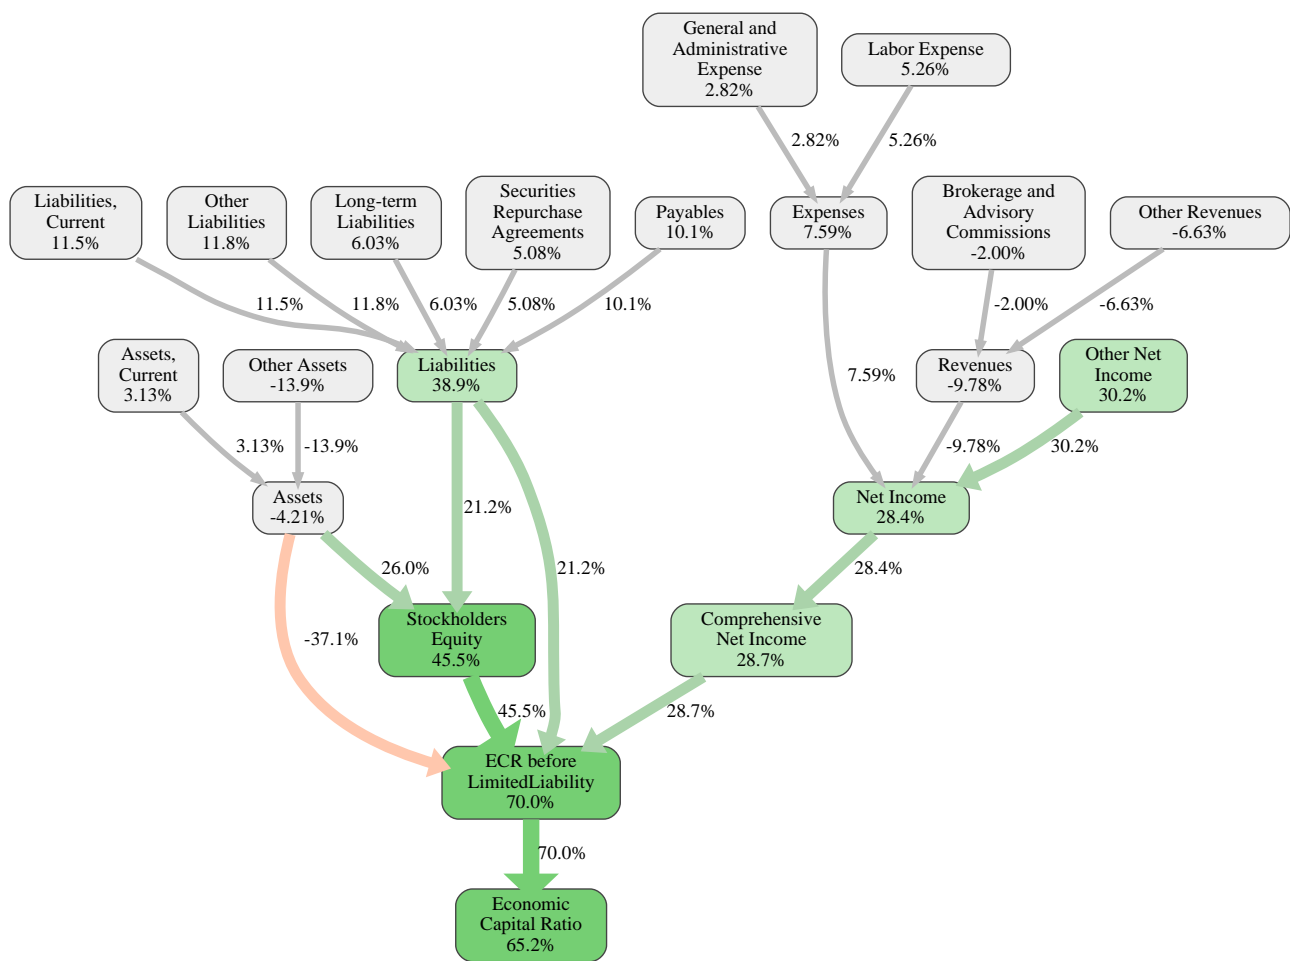 General and
Administrative
Expense
2.82%
Labor Expense
5.26%
2.82%
5.26%
Liabilities,
Current
11.5%
Other
Liabilities
11.8%
Long-term
Liabilities
6.03%
Securities
Repurchase
Agreements
5.08%
Payables
10.1%
Expenses
7.59%
Brokerage and
Advisory
Commissions
-2.00%
Other Revenues
-6.63%
11.5%
11.8%
6.03%
5.08%
10.1%
-2.00%
-6.63%
Assets,
Current
3.13%
Other Assets
-13.9%
Liabilities
38.9%
7.59%
Revenues
-9.78%
Other Net
Income
30.2%
3.13%
-13.9%
-9.78%
30.2%
Assets
-4.21%
21.2%
Net Income
28.4%
26.0%
21.2%
28.4%
-37.1%
Stockholders
Equity
45.5%
Comprehensive
Net Income
28.7%
45.5%
28.7%
ECR before
LimitedLiability
70.0%
70.0%
Economic
Capital Ratio
65.2%